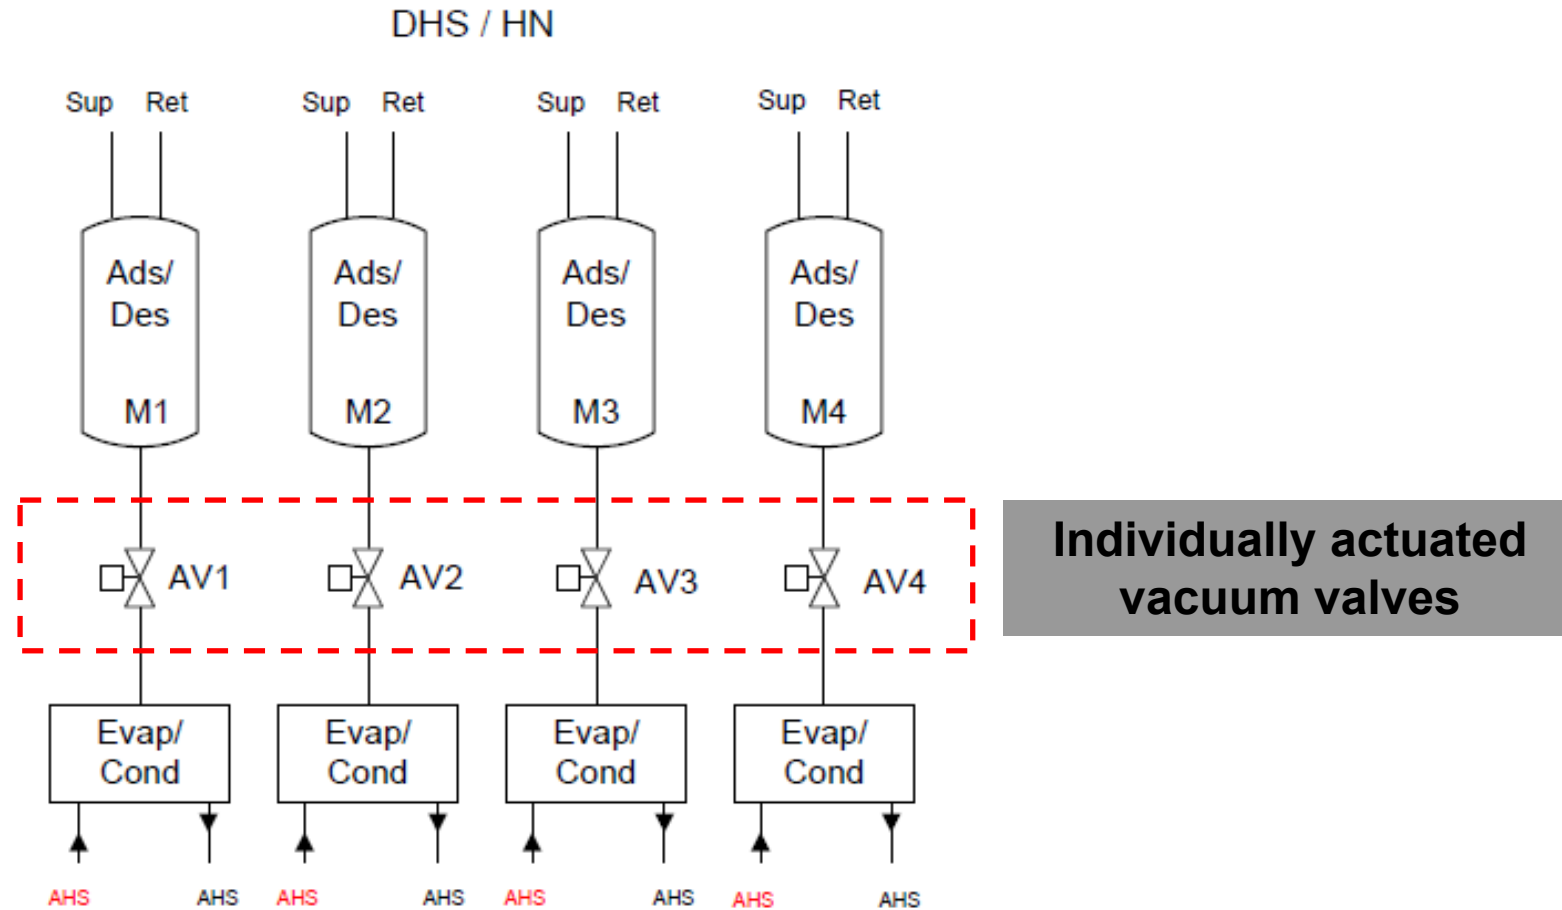 DHS / HN
Sup Ret Sup Ret Sup Ret Sup Ret
Ads/ Ads/ Ads/ Ads/
Des Des Des Des
M1 M2 M3 M4
Individually actuated
vacuum valves
AV1 AV2 AV3 AV4
Evap/ Evap/ Evap/ Evap/
Cond Cond Cond Cond
AHS AHS AHS AHS AHS AHS AHS AHS